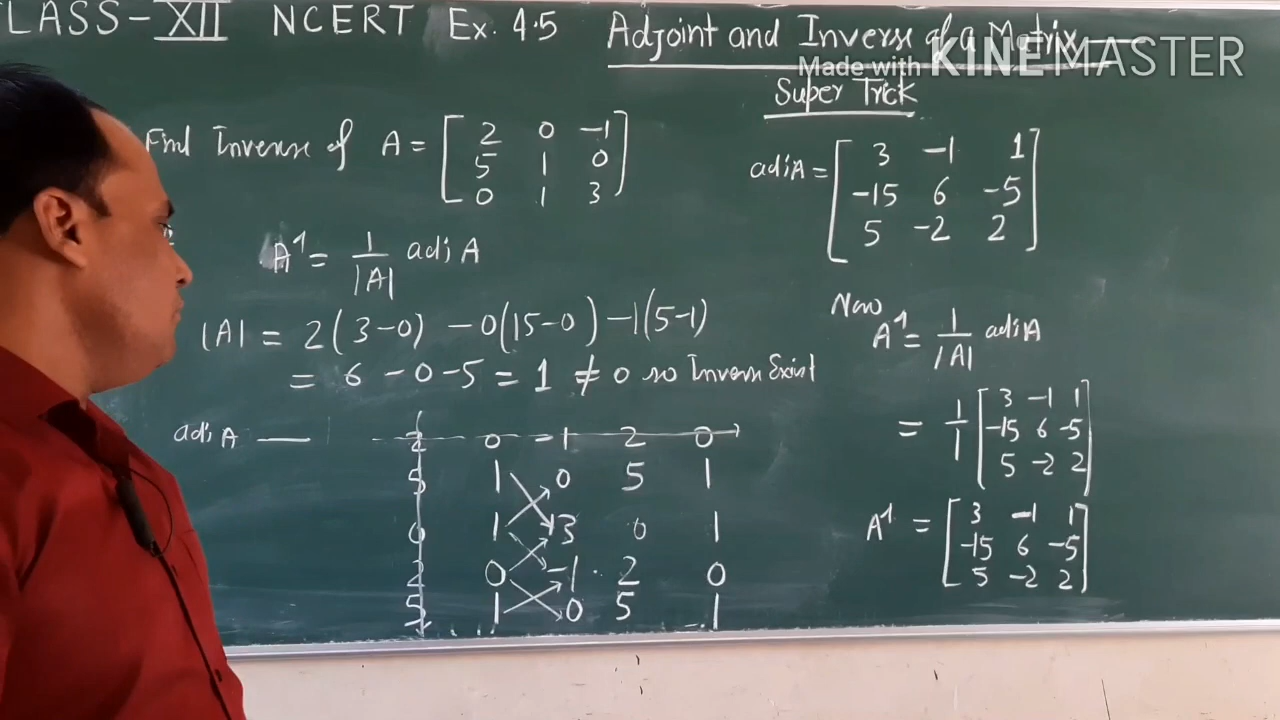 CLASS-XII NCERT Ex. 4.5 Adjoint and Inverse of a Matrix
Made with KINEMASTER
Super Trick
Find Inverse of A = [ 2 0 -1
5 1 0
0 1 3 ]
A⁻¹ = 1/|A| adj A
|A| = 2(3-0) -0(15-0) -1(5-1)
= 6 -0 -5 = 1 ≠ 0 so Inverse Exist
adj A —
2 0 -1 2 0
5 1 0 5 1
0 1 3 0 1
2 0 -1 2 0
5 1 0 5 1
adj A = [ 3 -1 1
-15 6 -5
5 -2 2 ]
Now
A⁻¹ = 1/|A| adj A
= 1/1 [ 3 -1 1
-15 6 -5
5 -2 2 ]
A⁻¹ = [ 3 -1 1
-15 6 -5
5 -2 2 ]